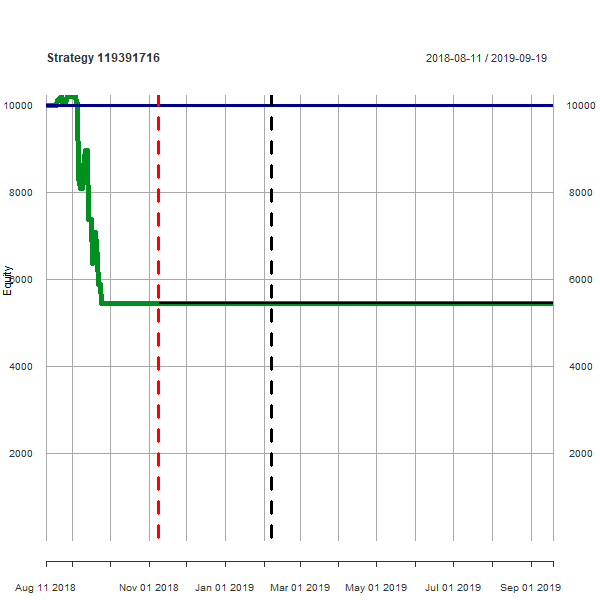 Strategy 119391716
2018-08-11 / 2019-09-19
10000
10000
8000
8000
6000
6000
4000
4000
2000
2000
Equity
Aug 11 2018
Nov 01 2018
Jan 01 2019
Mar 01 2019
May 01 2019
Jul 01 2019
Sep 01 2019